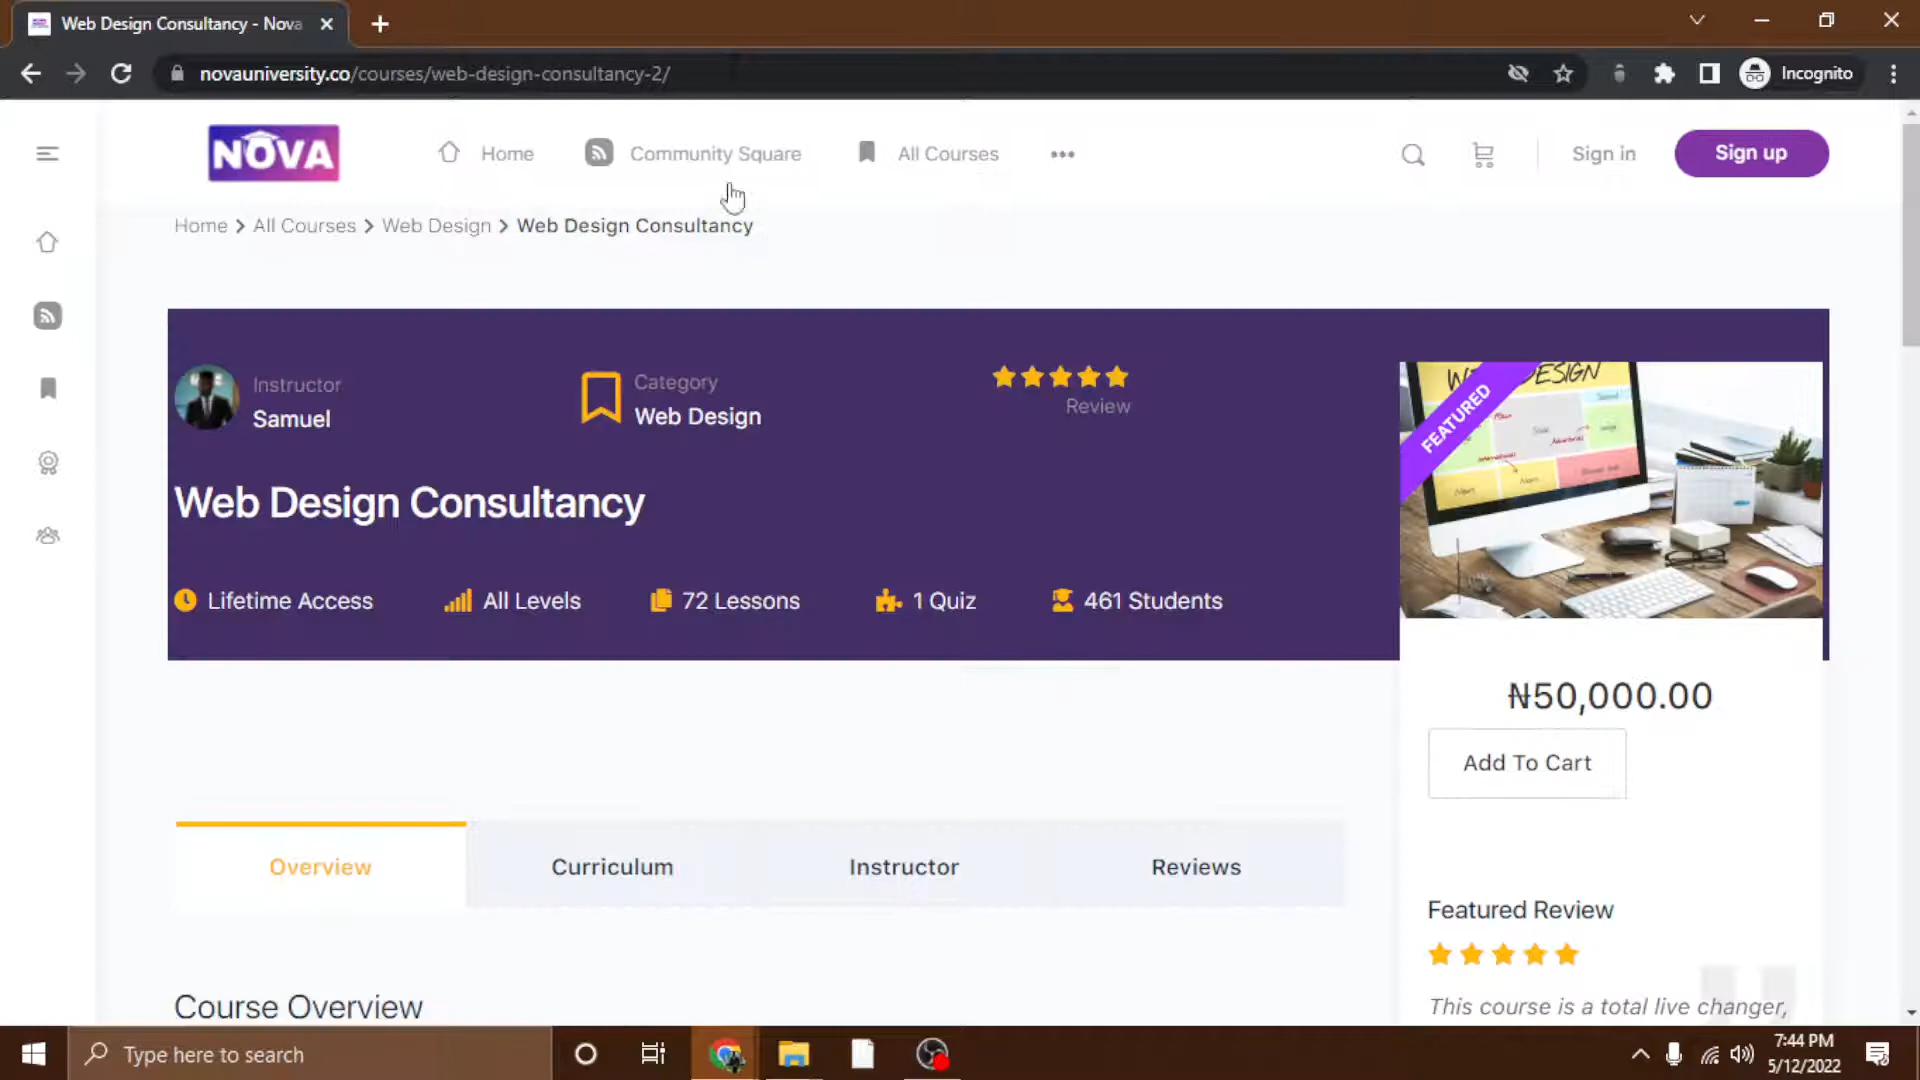 Web Design Consultancy - Nova
novauniversity.co/courses/web-design-consultancy-2/
Incognito
NOVA
Home
Community Square
All Courses
Sign in
Sign up
Home > All Courses > Web Design > Web Design Consultancy
Instructor
Samuel
Category
Web Design
Review
FEATURED
Web Design Consultancy
Lifetime Access
All Levels
72 Lessons
1 Quiz
461 Students
₦50,000.00
Add To Cart
Overview
Curriculum
Instructor
Reviews
Featured Review
This course is a total live changer,
Course Overview
Type here to search
7:44 PM
5/12/2022